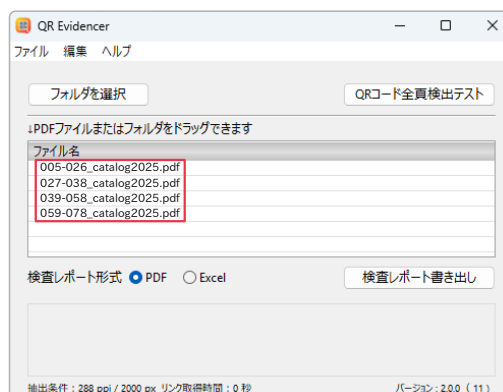 QR Evidencer
ファイル 編集 ヘルプ
フォルダを選択 QRコード全頁検出テスト
↓PDFファイルまたはフォルダをドラッグできます
ファイル名
005-026_catalog2025.pdf
027-038_catalog2025.pdf
039-058_catalog2025.pdf
059-078_catalog2025.pdf
検査レポート形式 PDF Excel 検査レポート書き出し
抽出条件：288 ppi / 2000 px リンク取得時間：0 秒 バージョン : 2.0.0 ( 11 )